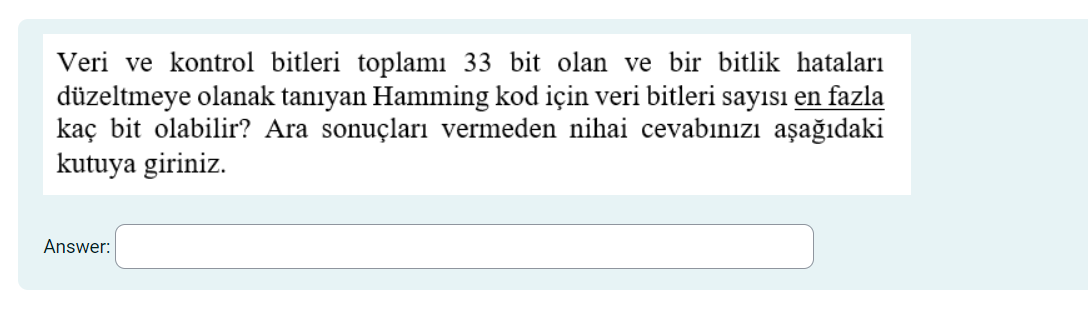 Veri ve kontrol bitleri toplamı 33 bit olan ve bir bitlik hataları
düzeltmeye olanak tanıyan Hamming kod için veri bitleri sayısı en fazla
kaç bit olabilir? Ara sonuçları vermeden nihai cevabınızı aşağıdaki
kutuya giriniz.
Answer: